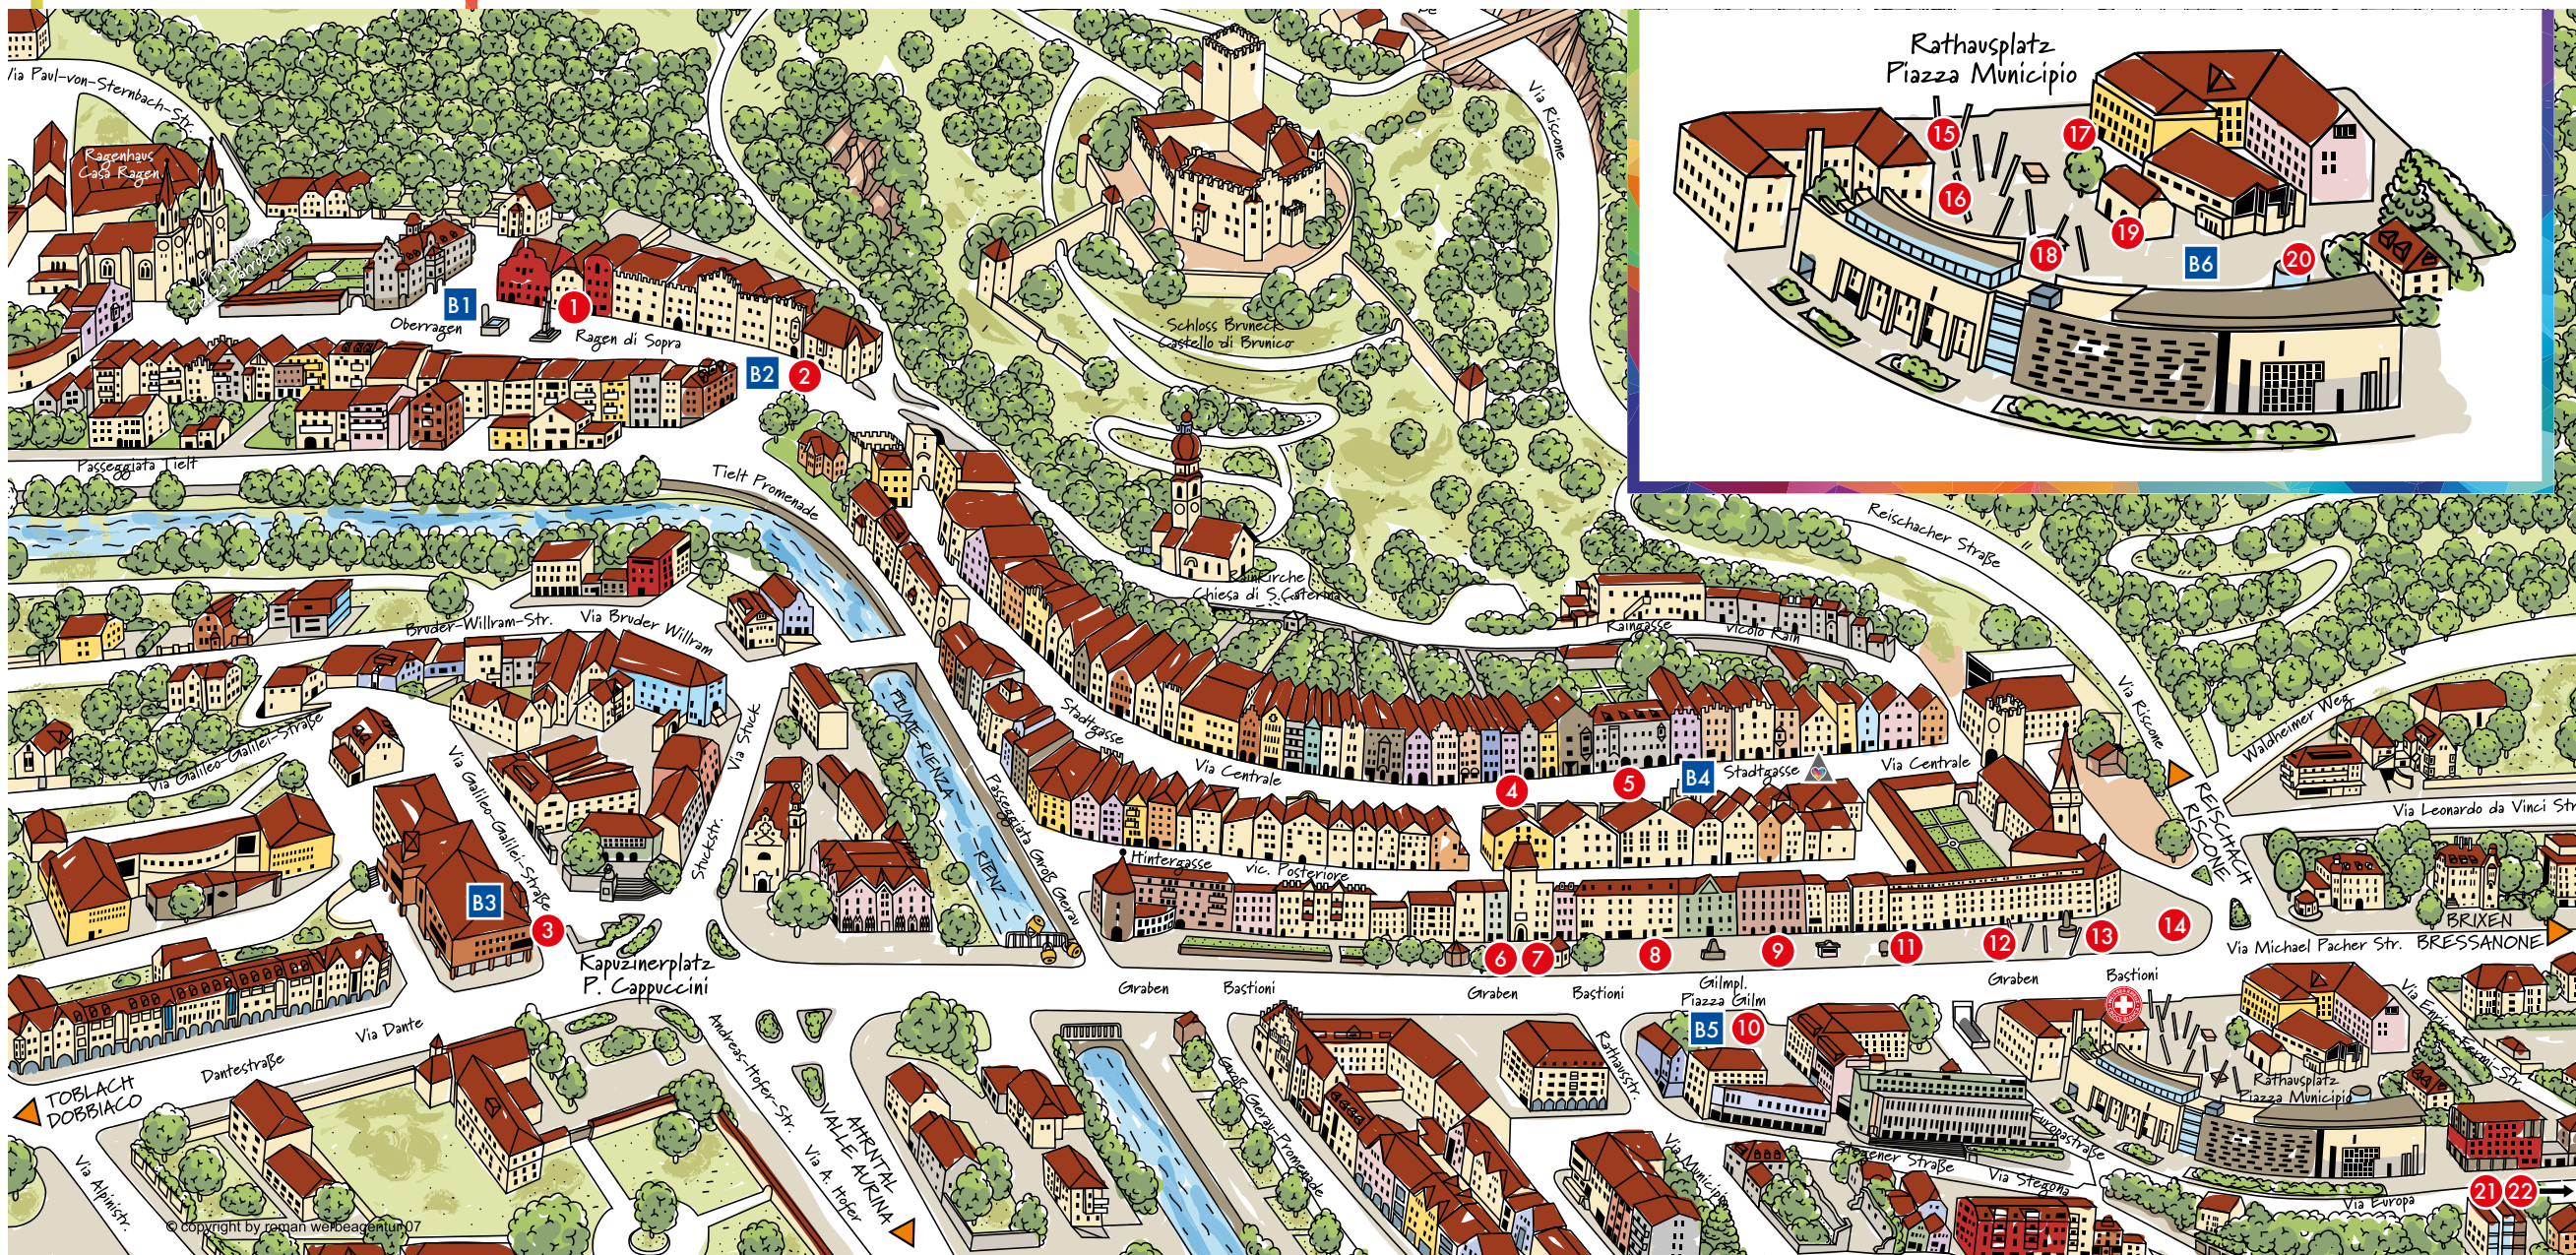 Via Paul-von-Sternbach-Str.
Ragenhaus
Casa Ragen
B1
Oberragen
1
Ragen di Sopra
B2
2
Schloss Bruneck
Castello di Brunico
Via Riscone
Rathausplatz
Piazza Municipio
15
16
17
18
19
B6
20
Passeggiata Tielt
Tielt Promenade
Reischacher Straße
Rainkirche
Chiesa di S.Caterina
Raingasse
vicolo Rain
Bruder-Willram-Str.
Via Bruder Willram
Via Galileo-Galilei-Straße
Via Galileo-Galilei-Straße
Via Stuck
Stuckstr.
FIUME-RIENZA
RIENZ
Passeggiata Groß Gerau
Stadtgasse
Via Centrale
4
5
B4
Stadtgasse
Via Centrale
Via Riscone
Waldheimer Weg
REISCHACH
RISCONE
Via Leonardo da Vinci Str
Hintergasse
vic. Posteriore
B3
3
Kapuzinerplatz
P. Cappuccini
6
7
8
9
11
12
13
14
BRIXEN
Via Michael Pacher Str.
BRESSANONE
Graben
Bastioni
Graben
Bastioni
Gilmpl.
Piazza Gilm
B5
10
Graben
Bastioni
Via Enrico-Fermi-Str.
Via Dante
Dantestraße
TOBLACH
DOBBIACO
Via Alpinistr.
Andreas-Hofer-Str.
Via A. Hofer
AHRNTAL
VALLE AURINA
Groß Gerau-Promenade
Rathausstr.
Via Municipio
Stegener Straße
Via Stegona
Europastraße
Via Europa
Rathausplatz
Piazza Municipio
21
22
© copyright by roman werbeagentur 07